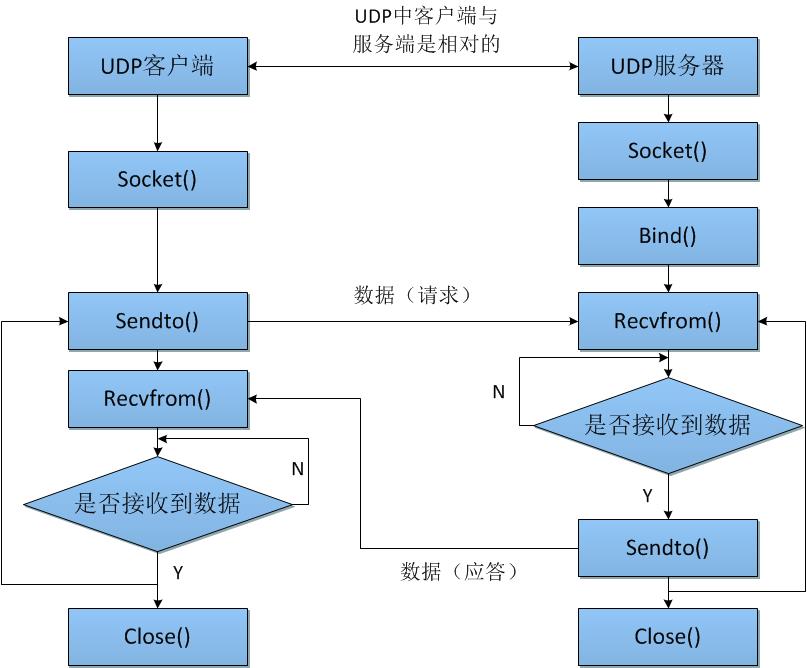 UDP中客户端与
服务端是相对的
UDP客户端
UDP服务器
Socket()
Socket()
Bind()
数据（请求）
Sendto()
Recvfrom()
Recvfrom()
N
是否接收到数据
N
是否接收到数据
Y
Sendto()
数据（应答）
Y
Close()
Close()